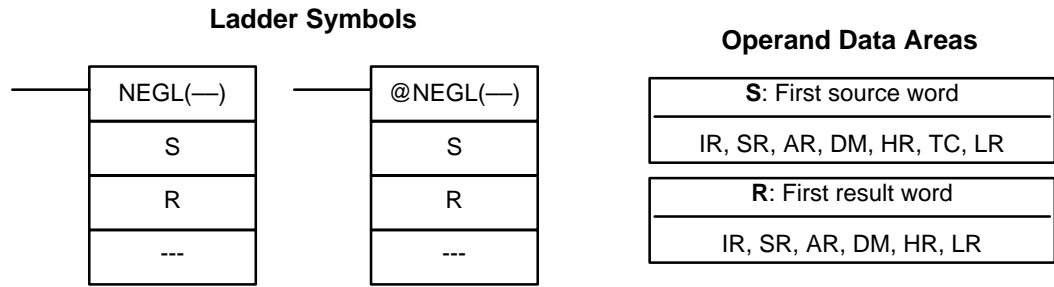 Ladder Symbols
NEGL(—)
S
R
---
@NEGL(—)
S
R
---
Operand Data Areas
S: First source word
IR, SR, AR, DM, HR, TC, LR
R: First result word
IR, SR, AR, DM, HR, LR